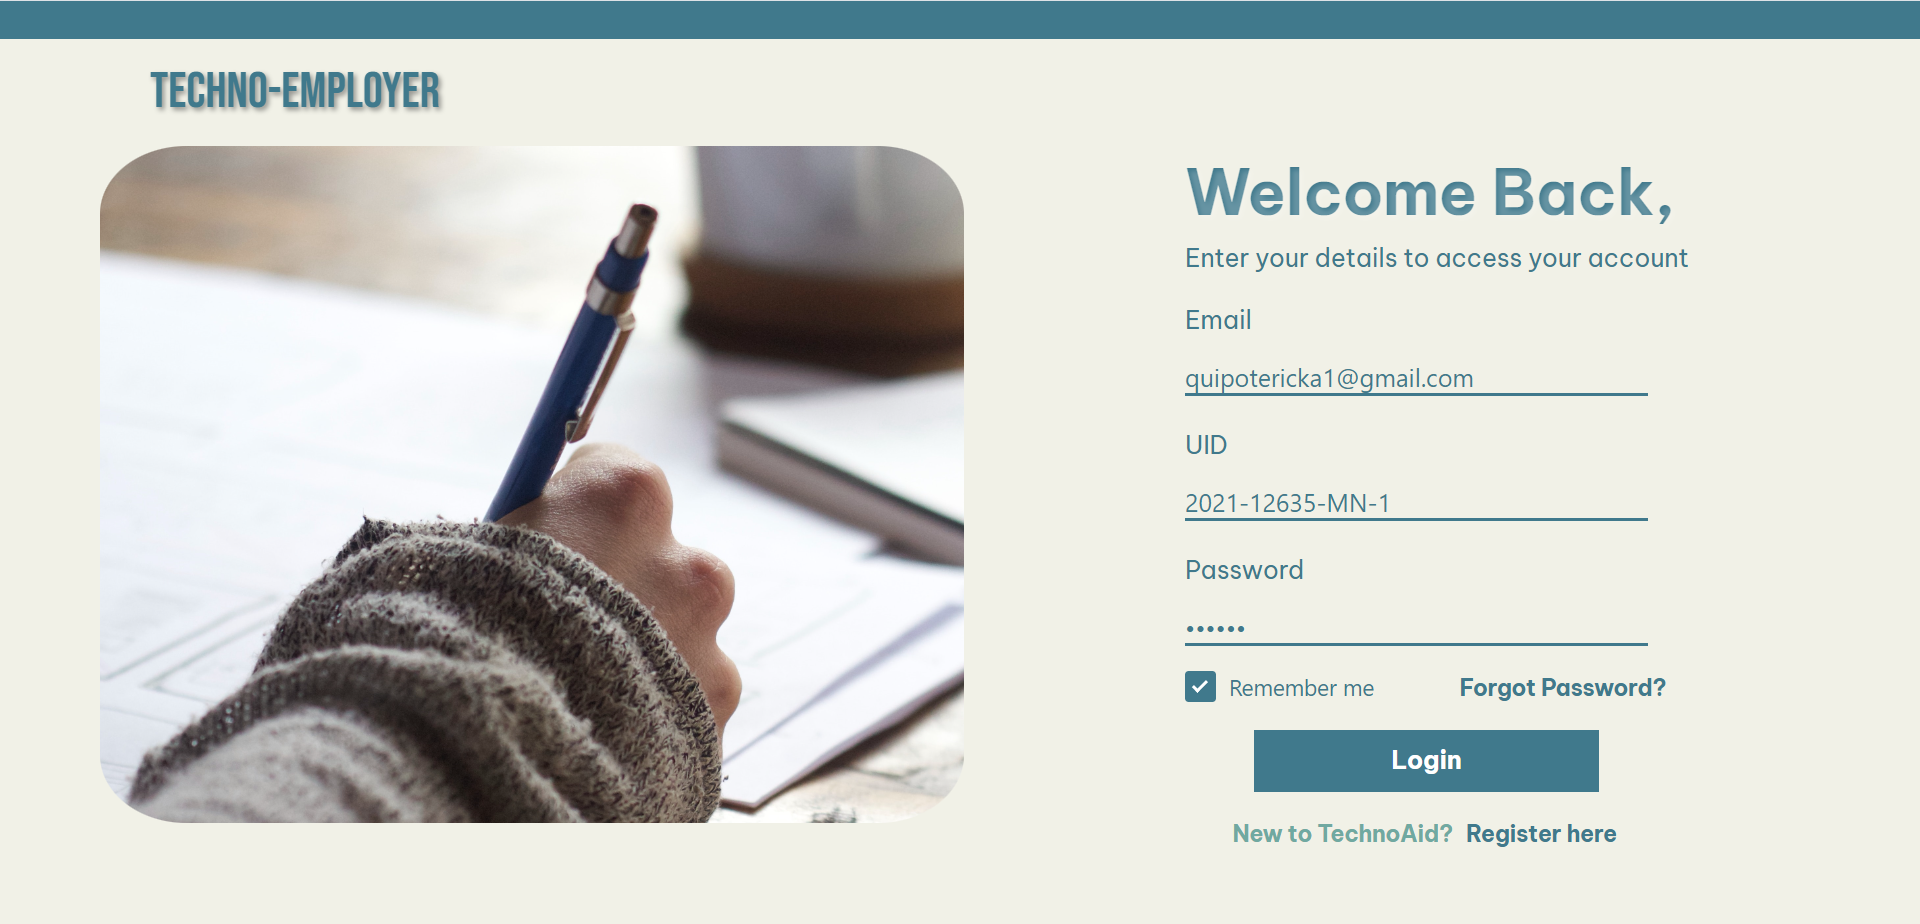 TECHNO-EMPLOYER
Welcome Back,
Enter your details to access your account
Email
quipotericka1@gmail.com
UID
2021-12635-MN-1
Password
••••••
Remember me
Forgot Password?
Login
New to TechnoAid? Register here